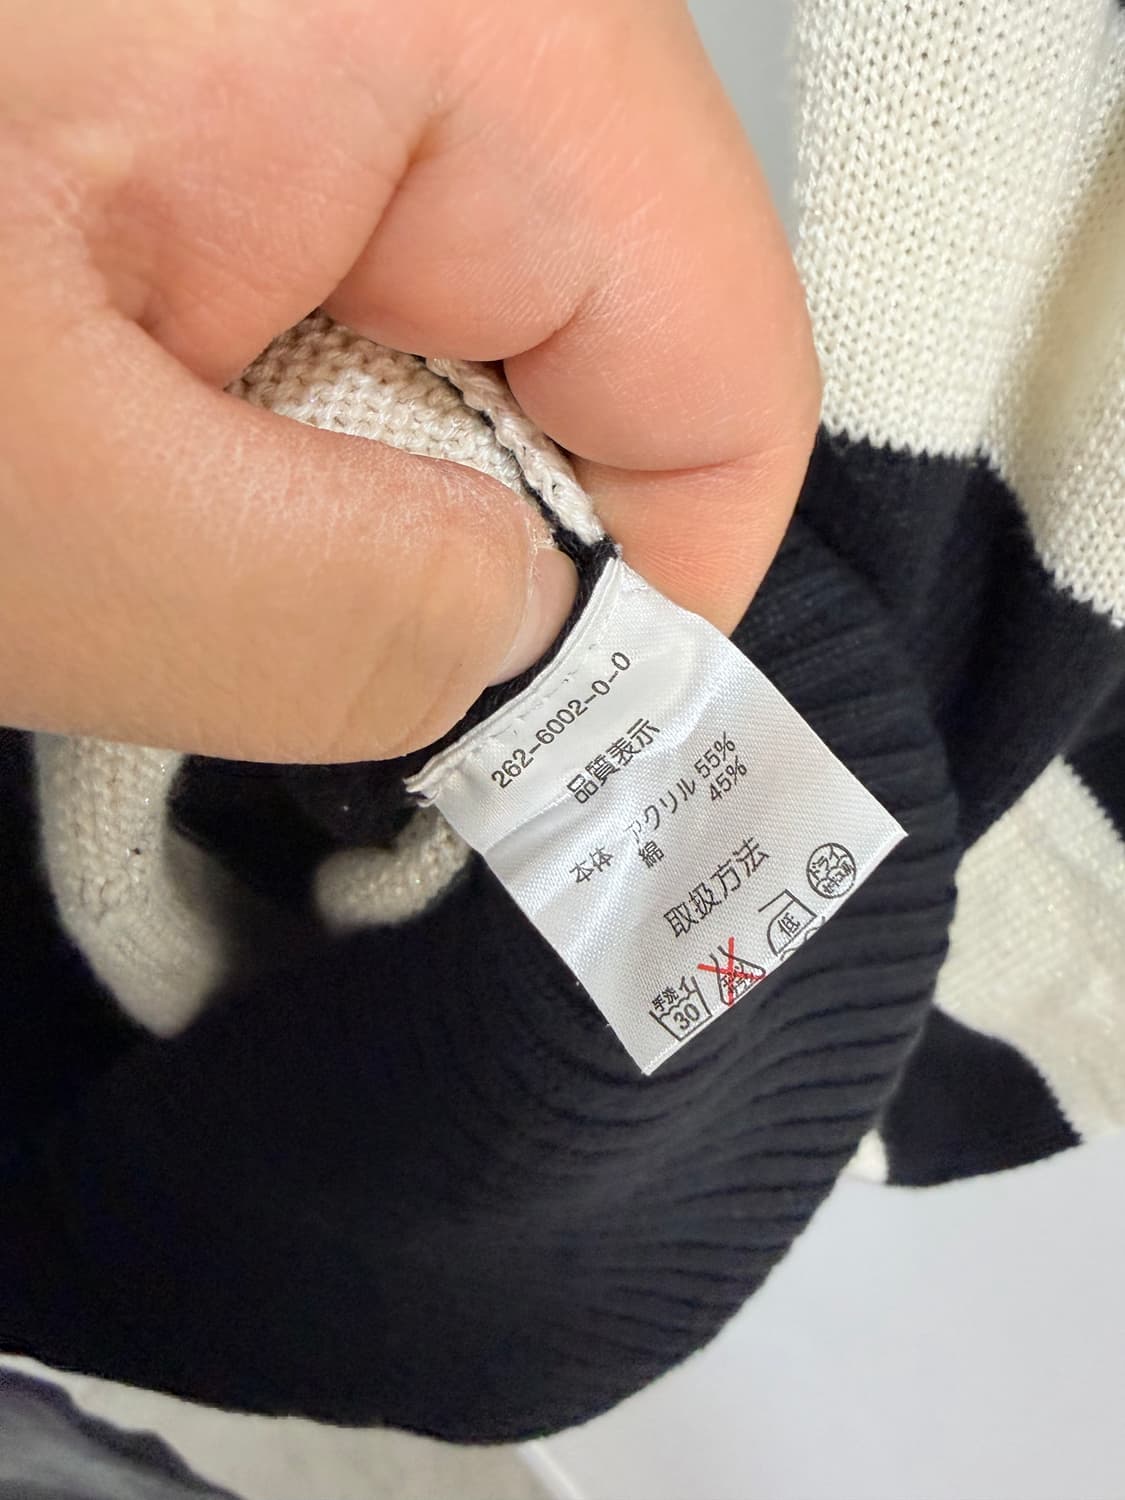 262-6002-0-0
品質表示
本体 アクリル 55%
綿 45%
取扱方法
手洗イ 30
低
ドライ